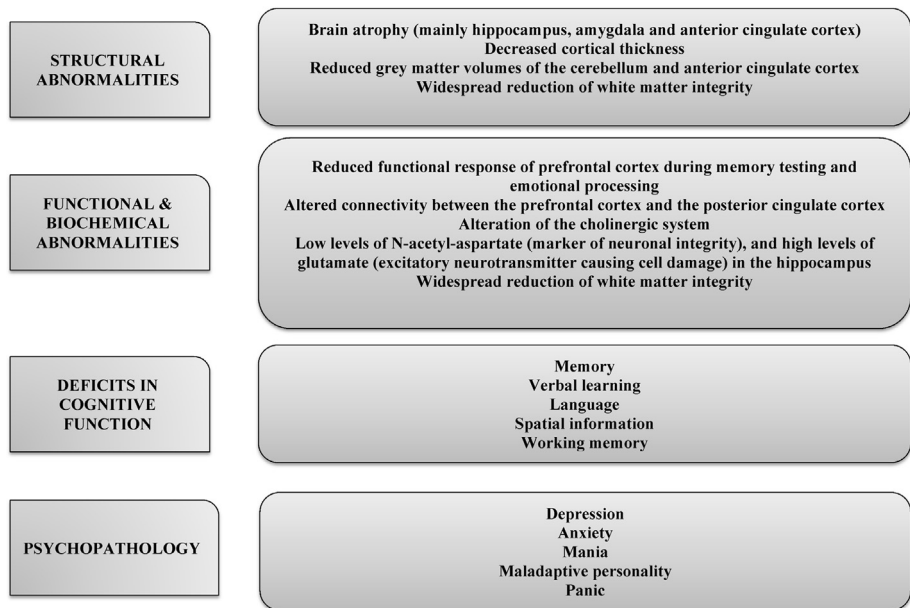 STRUCTURAL
ABNORMALITIES
Brain atrophy (mainly hippocampus, amygdala and anterior cingulate cortex)
Decreased cortical thickness
Reduced grey matter volumes of the cerebellum and anterior cingulate cortex
Widespread reduction of white matter integrity
FUNCTIONAL &
BIOCHEMICAL
ABNORMALITIES
Reduced functional response of prefrontal cortex during memory testing and
emotional processing
Altered connectivity between the prefrontal cortex and the posterior cingulate cortex
Alteration of the cholinergic system
Low levels of N-acetyl-aspartate (marker of neuronal integrity), and high levels of
glutamate (excitatory neurotransmitter causing cell damage) in the hippocampus
Widespread reduction of white matter integrity
DEFICITS IN
COGNITIVE
FUNCTION
Memory
Verbal learning
Language
Spatial information
Working memory
PSYCHOPATHOLOGY
Depression
Anxiety
Mania
Maladaptive personality
Panic